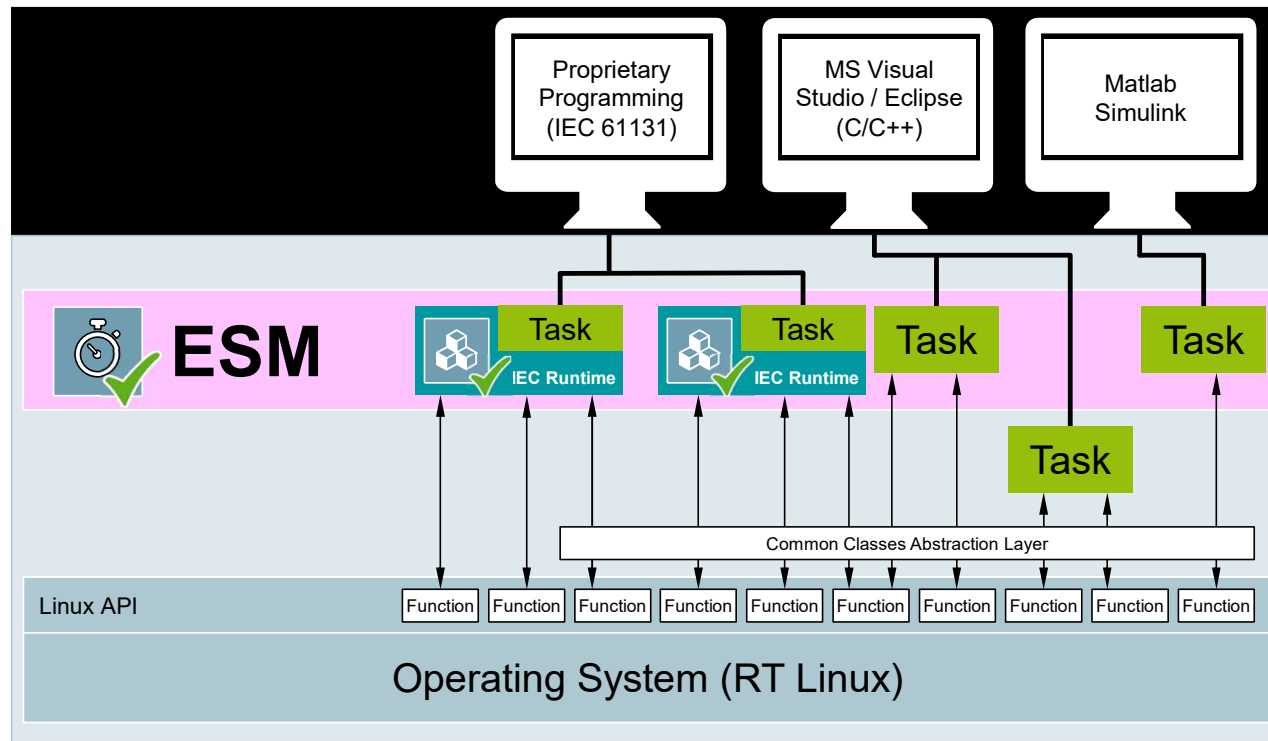 Proprietary
Programming
(IEC 61131)
MS Visual
Studio / Eclipse
(C/C++)
Matlab
Simulink
ESM
Task
IEC Runtime
Task
IEC Runtime
Task
Task
Task
Common Classes Abstraction Layer
Linux API
Function
Function
Function
Function
Function
Function
Function
Function
Function
Function
Operating System (RT Linux)